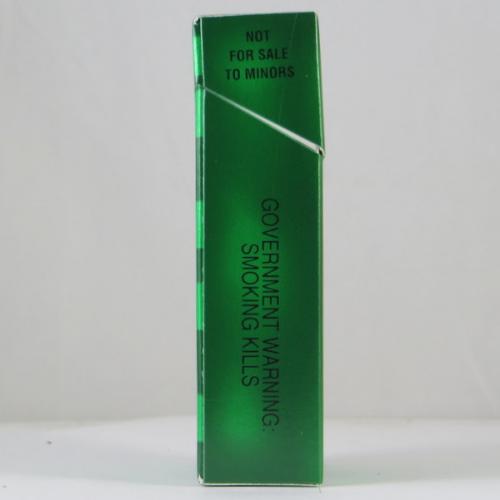 NOT
FOR SALE
TO MINORS
GOVERNMENT WARNING:
SMOKING KILLS